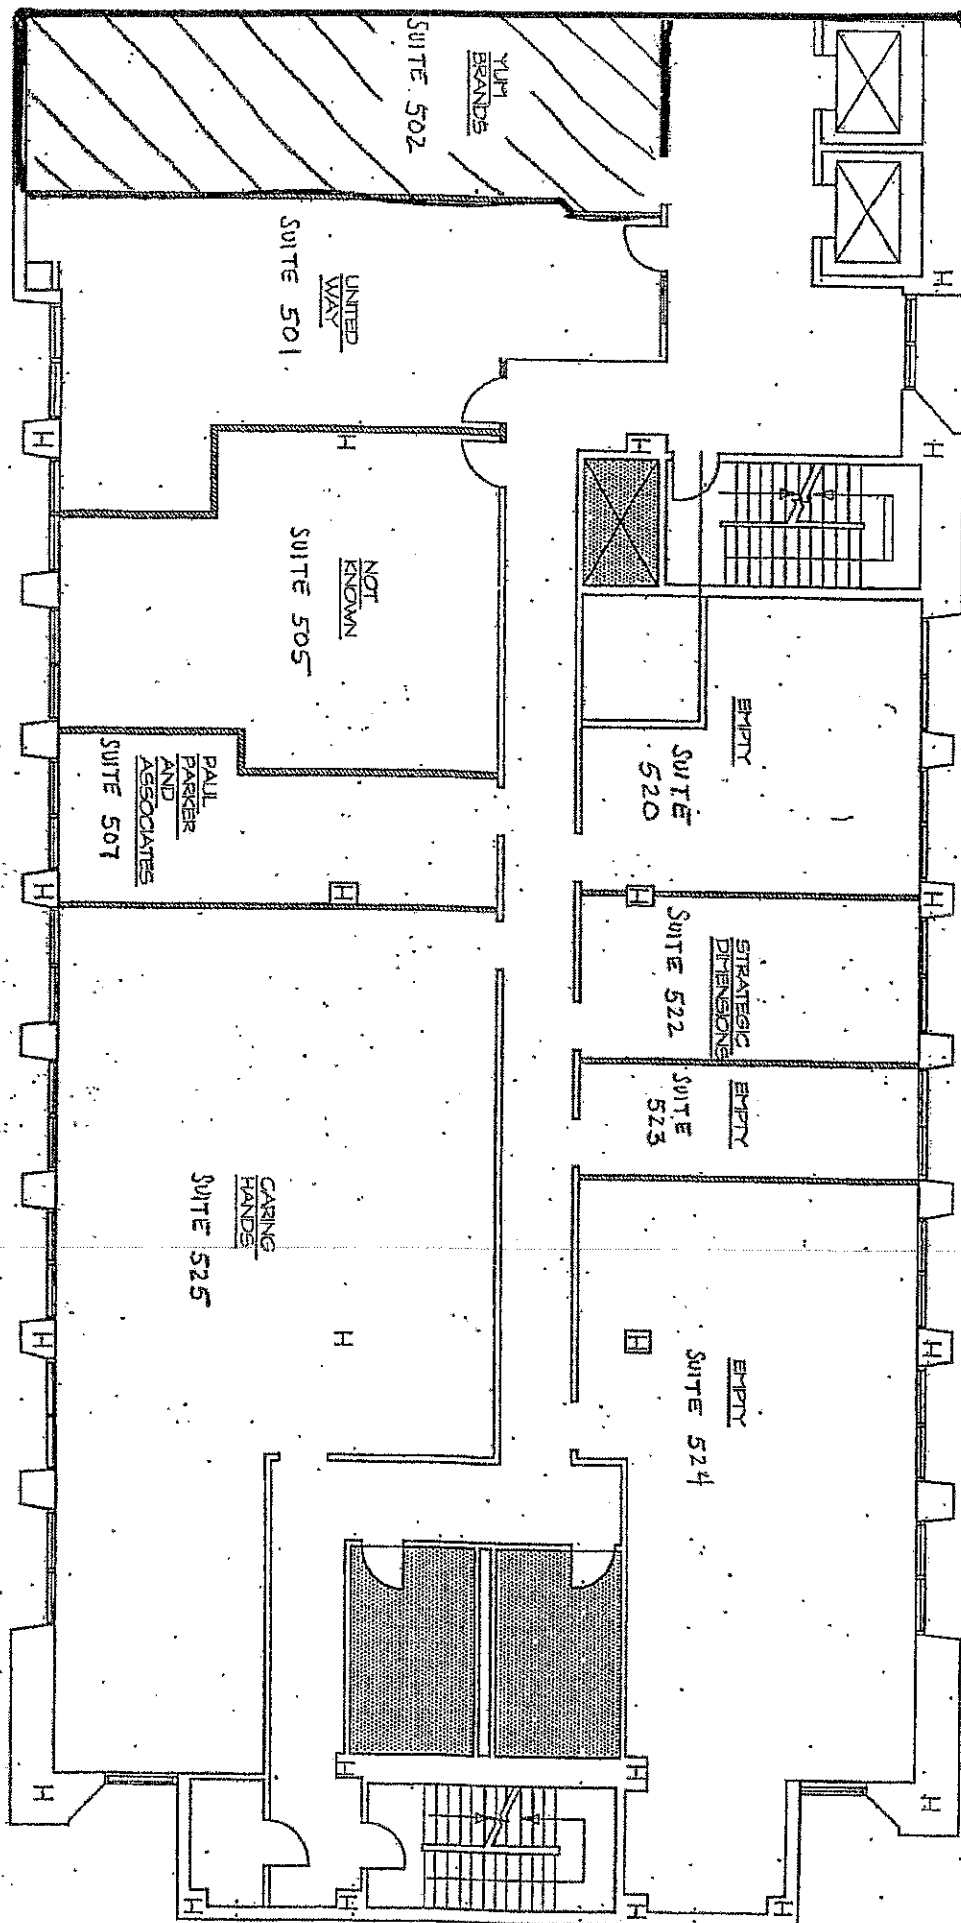 YUM
BRANDS
SUITE 502
UNITED
WAY
SUITE 501
NOT
KNOWN
SUITE 505
PAUL
PARKER
AND
ASSOCIATES
SUITE 507
EMPTY
SUITE
520
STRATEGIC
DIMENSIONS
SUITE 522
EMPTY
SUITE
523
CARING
HANDS
SUITE 525
EMPTY
SUITE 524